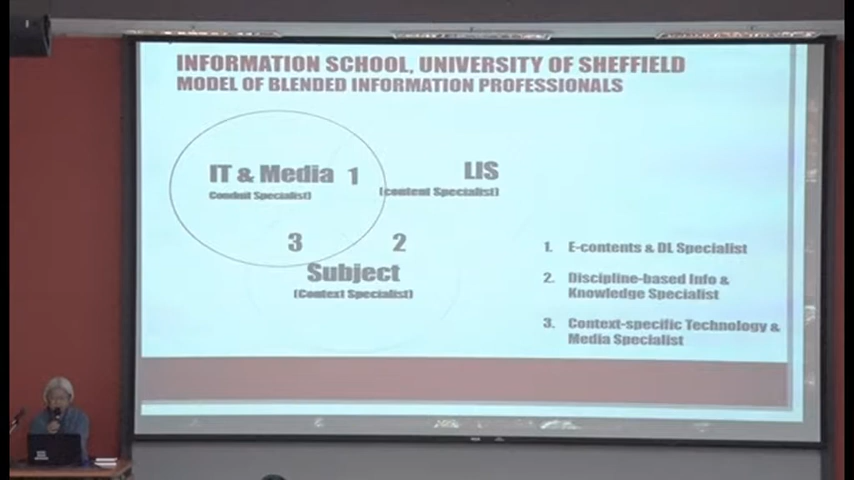 INFORMATION SCHOOL, UNIVERSITY OF SHEFFIELD
MODEL OF BLENDED INFORMATION PROFESSIONALS
IT & Media 1
(Conduit Specialist)
LIS
(content Specialist)
3
2
Subject
(Context Specialist)
1. E-contents & DL Specialist
2. Discipline-based Info &
Knowledge Specialist
3. Context-specific Technology &
Media Specialist